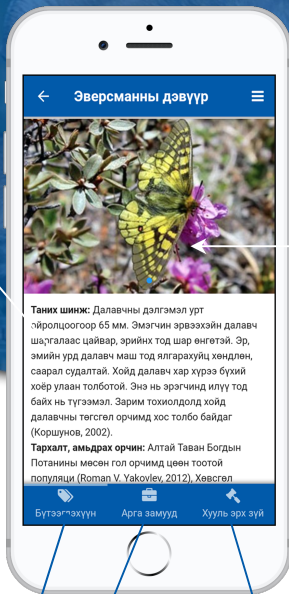 Эверсманны дэвүүр
Таних шинж: Далавчны дэлгэмэл урт
ойролцоогоор 65 мм. Эмэгчин эрвээхэйн далавч
шаргалаас цайвар, эрийнх тод шар өнгөтэй. Эр,
эмийн урд далавч маш тод ялгарахуйц хөндлөн,
саарал судалтай. Хойд далавч хар хүрээ бүхий
хоёр улаан толботой. Энэ нь эрэгчинд илүү тод
байх нь түгээмэл. Зарим тохиолдолд хойд
далавчны төгсгөл орчимд хос толбо байдаг
(Коршунов, 2002).
Тархалт, амьдрах орчин: Алтай Таван Богдын
Потанины мөсөн гол орчимд цөөн тоотой
популяци (Roman V. Yakovlev, 2012), Хөвсгөл
Бүтээгдэхүүн
Арга замууд
Хууль эрх зүй